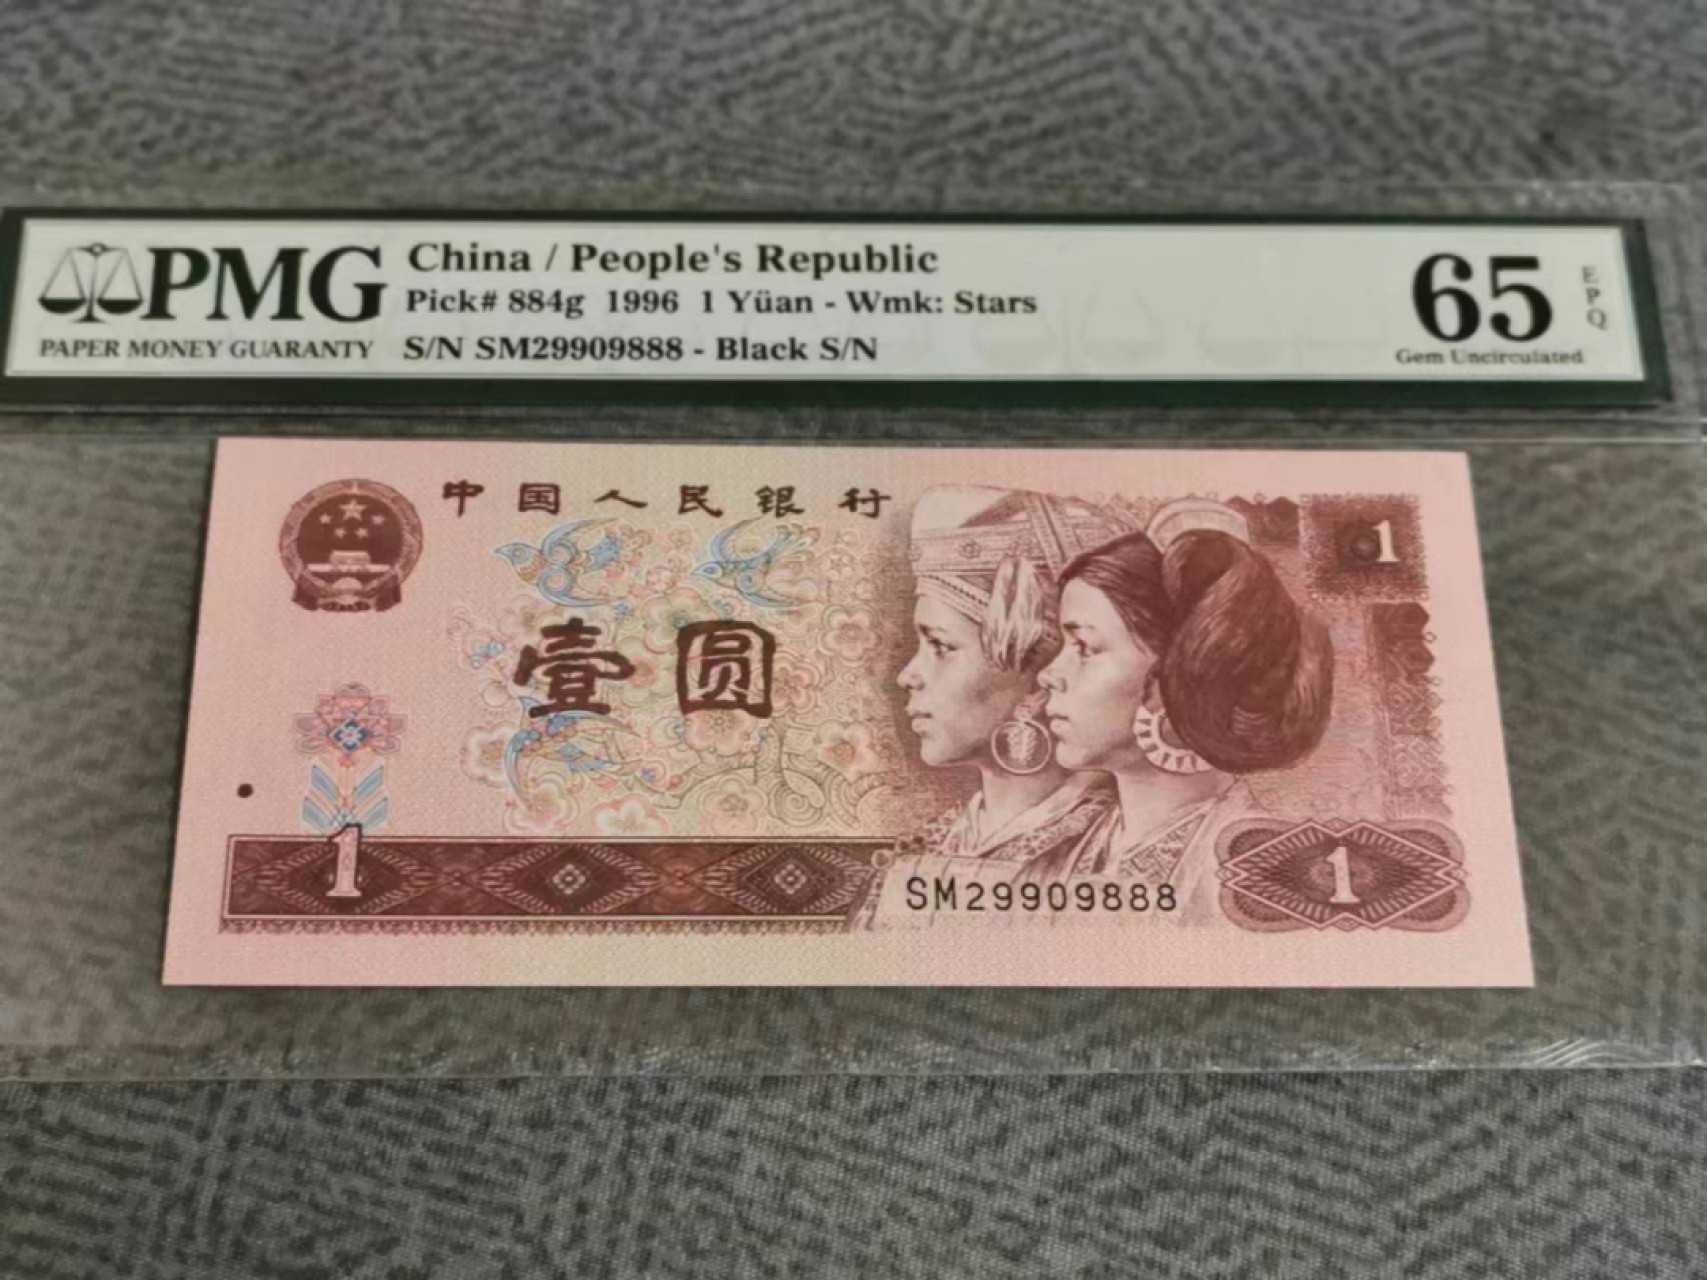 PMG
PAPER MONEY GUARANTY
China / People's Republic
Pick# 884g 1996 1 Yüan - Wmk: Stars
S/N SM29909888 - Black S/N
65
EPQ
Gem Uncirculated
中国人民银行
1
壹圆
1
SM29909888
1